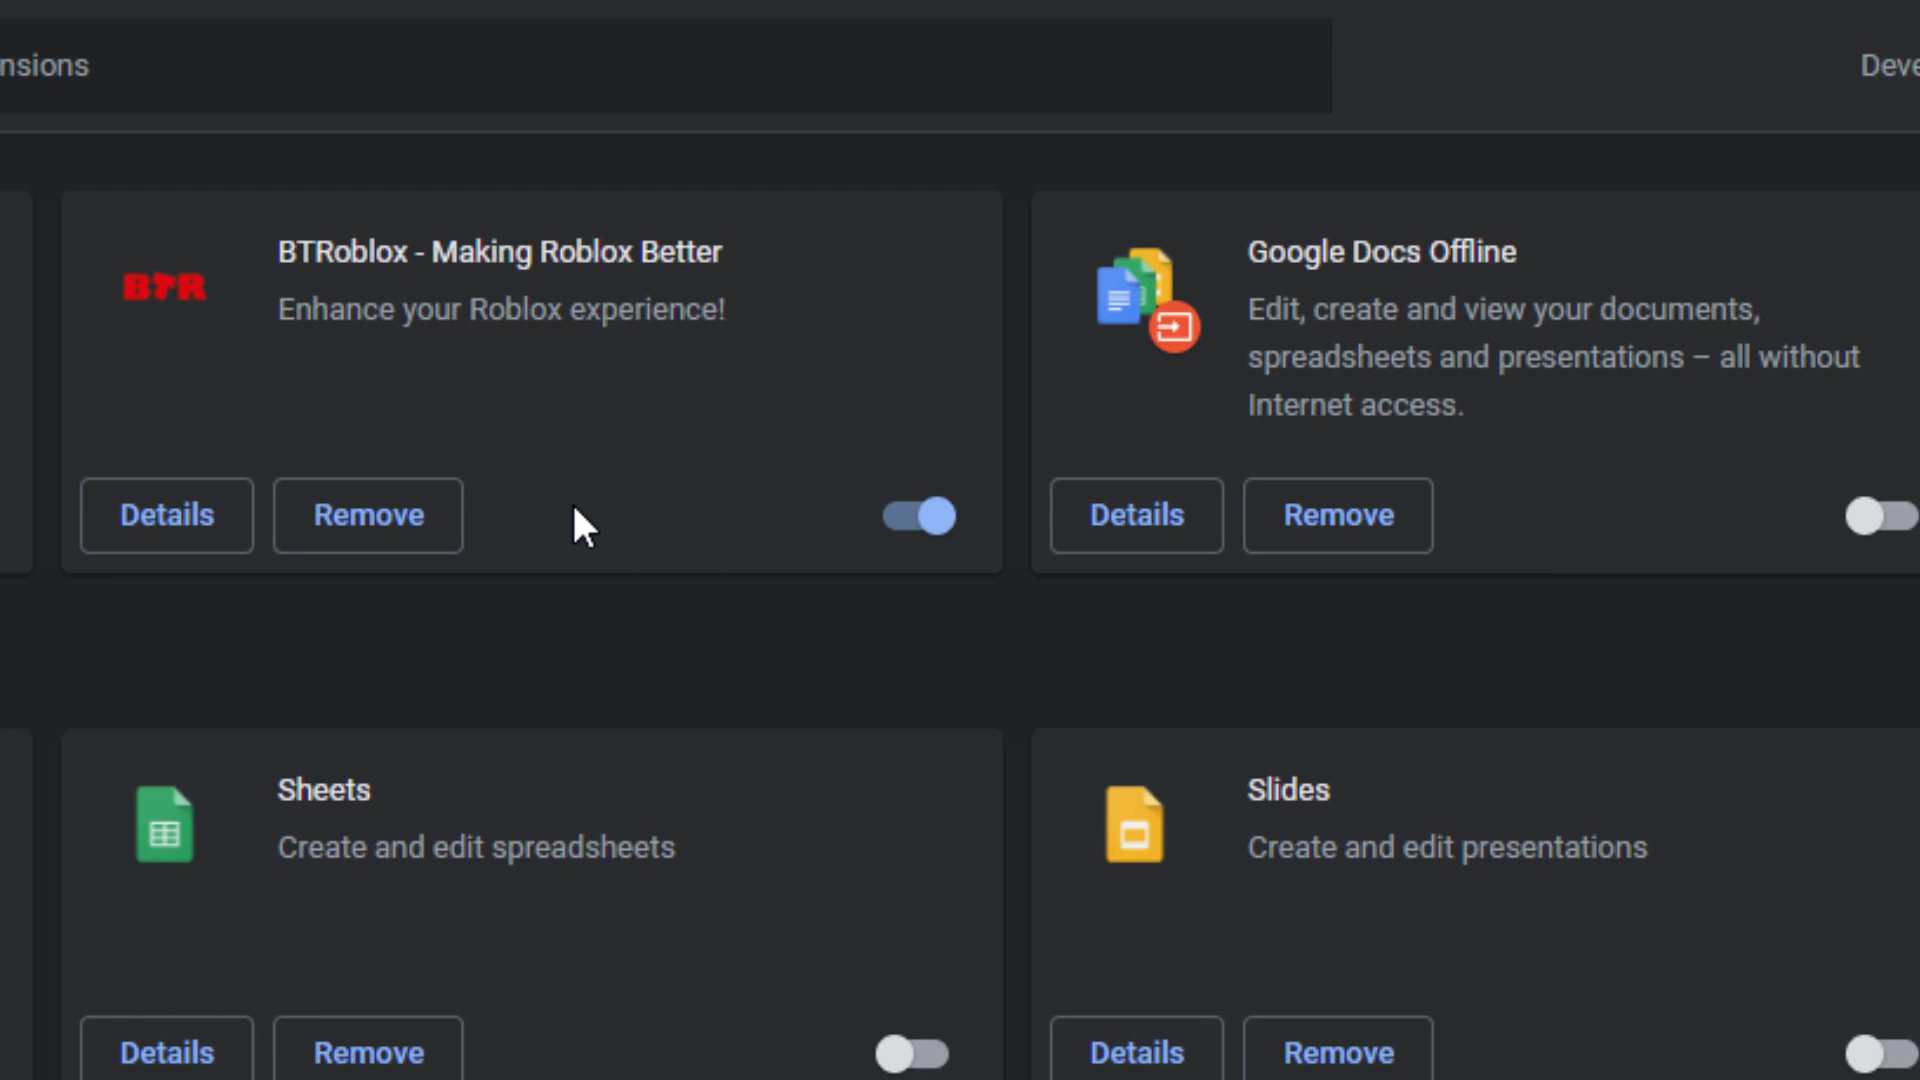 nsions
Deve
BTR
BTRoblox - Making Roblox Better
Enhance your Roblox experience!
Details
Remove
Google Docs Offline
Edit, create and view your documents,
spreadsheets and presentations – all without
Internet access.
Details
Remove
Sheets
Create and edit spreadsheets
Details
Remove
Slides
Create and edit presentations
Details
Remove